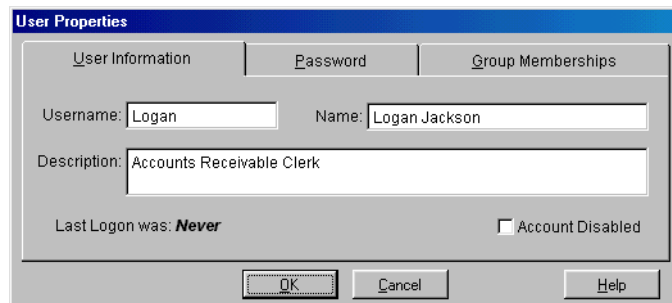 User Properties
User Information Password Group Memberships
Username: Logan Name: Logan Jackson
Description: Accounts Receivable Clerk
Last Logon was: Never Account Disabled
OK Cancel Help